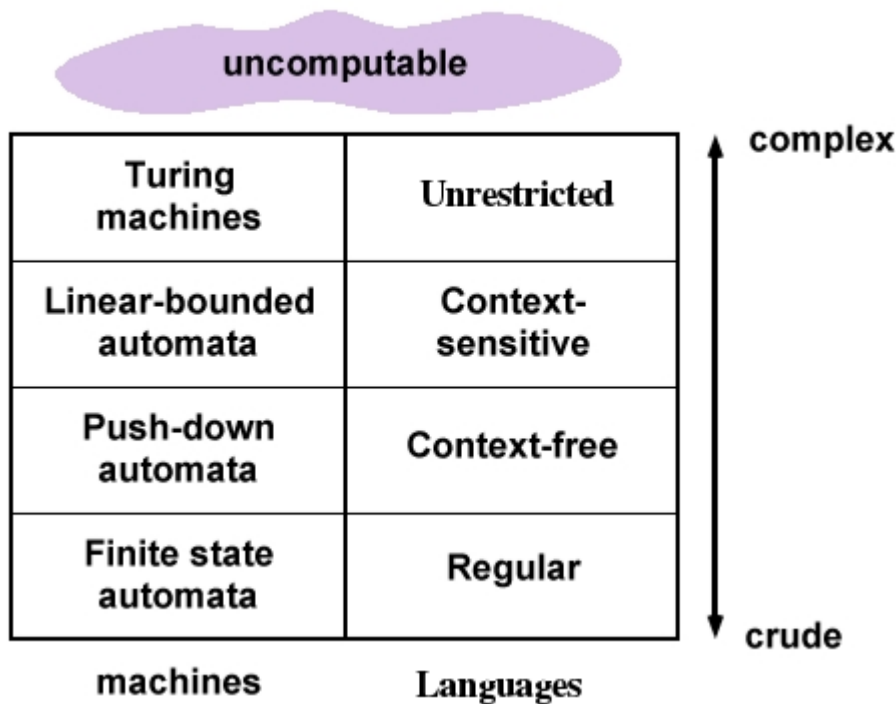 uncomputable
complex
Turing
machines
Unrestricted
Linear-bounded
automata
Context-
sensitive
Push-down
automata
Context-free
Finite state
automata
Regular
crude
machines
Languages